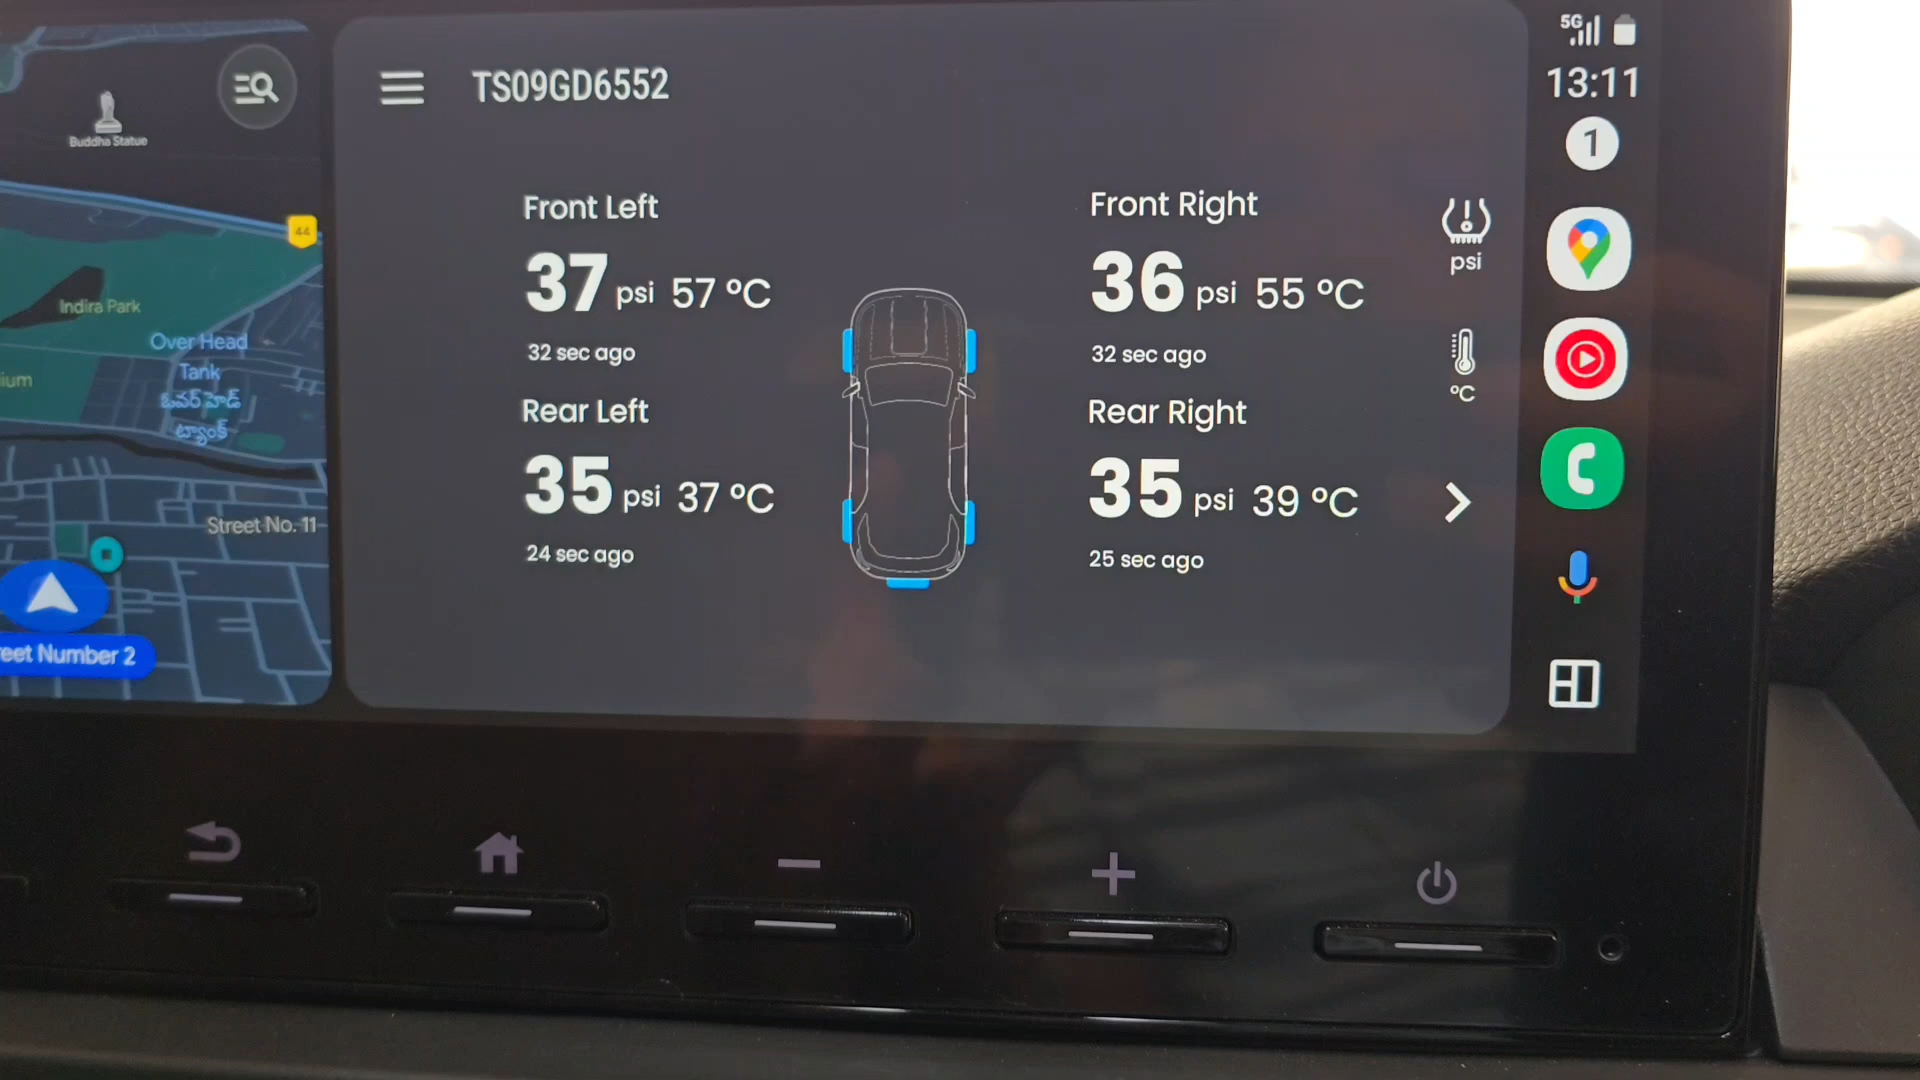 Buddha Statue
44
Indira Park
Over Head
Tank
ఓవర్ హెడ్
ట్యాంక్
ium
Street No. 11
reet Number 2
TS09GD6552
Front Left
37 psi 57 °C
32 sec ago
Front Right
36 psi 55 °C
32 sec ago
Rear Left
35 psi 37 °C
24 sec ago
Rear Right
35 psi 39 °C
25 sec ago
psi
°C
5G
13:11
1